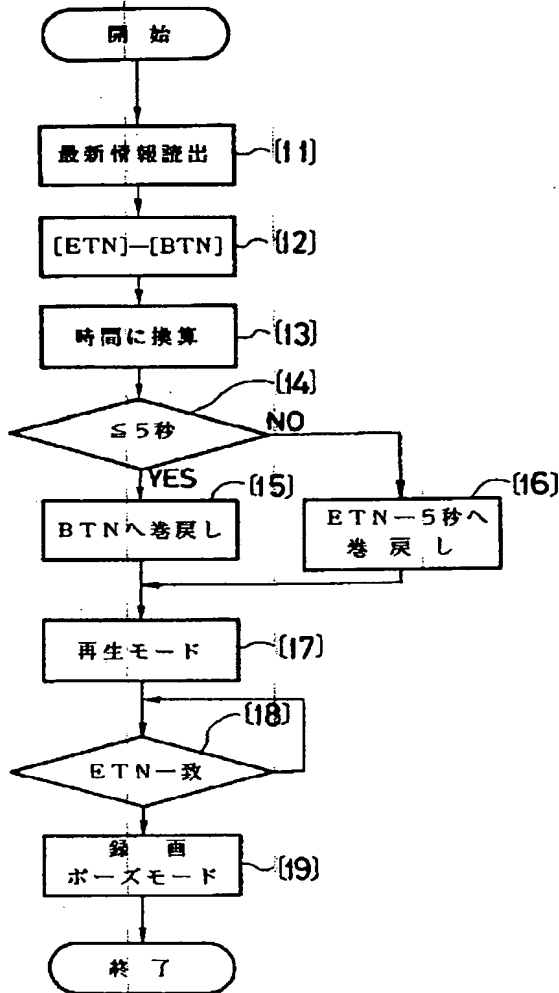 開始
最新情報読出
[11]
[ETN]―[BTN]
[12]
時間に換算
[13]
[14]
≦5秒
NO
YES
[15]
[16]
BTNへ巻戻し
ETN―5秒へ
巻戻し
再生モード
[17]
[18]
ETN一致
録画
ポーズモード
[19]
終了